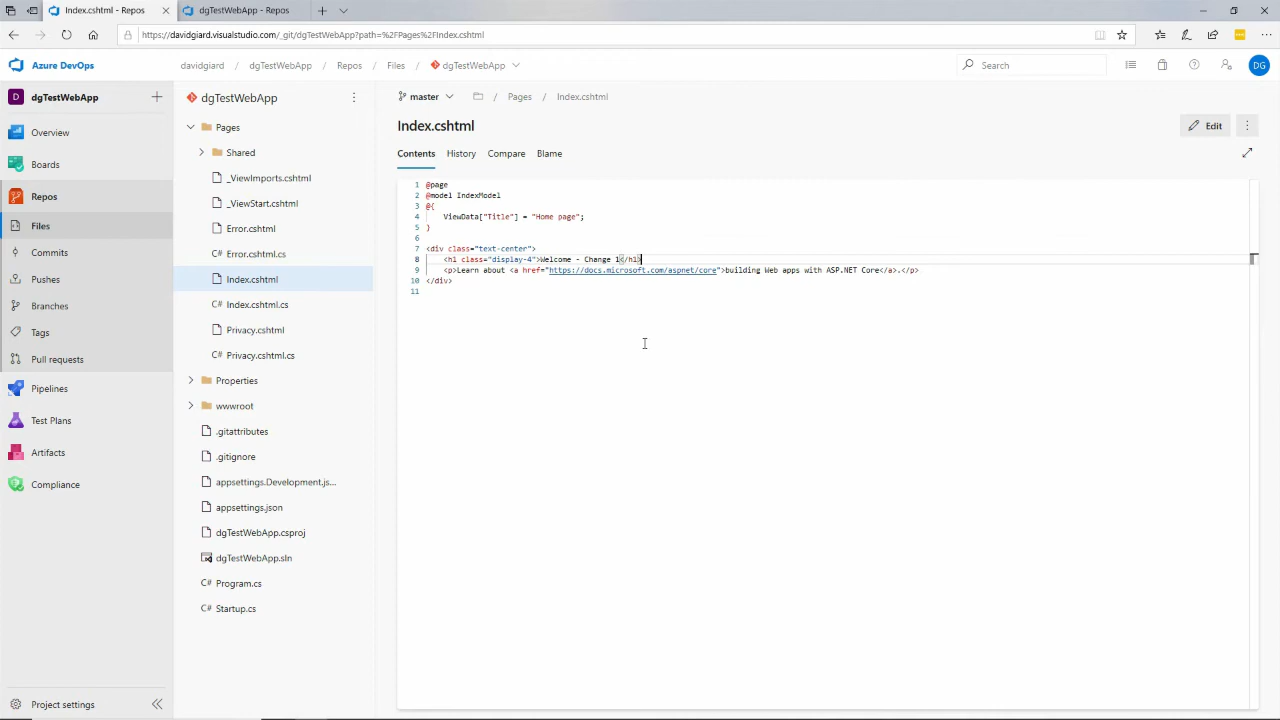 Index.cshtml - Repos
dgTestWebApp - Repos
https://davidgiard.visualstudio.com/_git/dgTestWebApp?path=%2FPages%2FIndex.cshtml
Azure DevOps
davidgiard / dgTestWebApp / Repos / Files / dgTestWebApp
Search
DG
D dgTestWebApp
Overview
Boards
Repos
Files
Commits
Pushes
Branches
Tags
Pull requests
Pipelines
Test Plans
Artifacts
Compliance
Project settings
dgTestWebApp
Pages
Shared
_ViewImports.cshtml
_ViewStart.cshtml
Error.cshtml
C# Error.cshtml.cs
Index.cshtml
C# Index.cshtml.cs
Privacy.cshtml
C# Privacy.cshtml.cs
Properties
wwwroot
.gitattributes
.gitignore
appsettings.Development.js...
appsettings.json
dgTestWebApp.csproj
dgTestWebApp.sln
C# Program.cs
C# Startup.cs
master / Pages / Index.cshtml
Index.cshtml
Edit
Contents History Compare Blame
1 @page
2 @model IndexModel
3 @{
4 ViewData["Title"] = "Home page";
5 }
6
7 <div class="text-center">
8 <h1 class="display-4">Welcome - Change 1</h1>
9 <p>Learn about <a href="https://docs.microsoft.com/aspnet/core">building Web apps with ASP.NET Core</a>.</p>
10 </div>
11